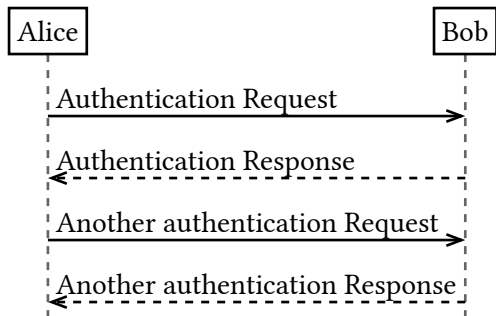 Alice
Bob
Authentication Request
Authentication Response
Another authentication Request
Another authentication Response